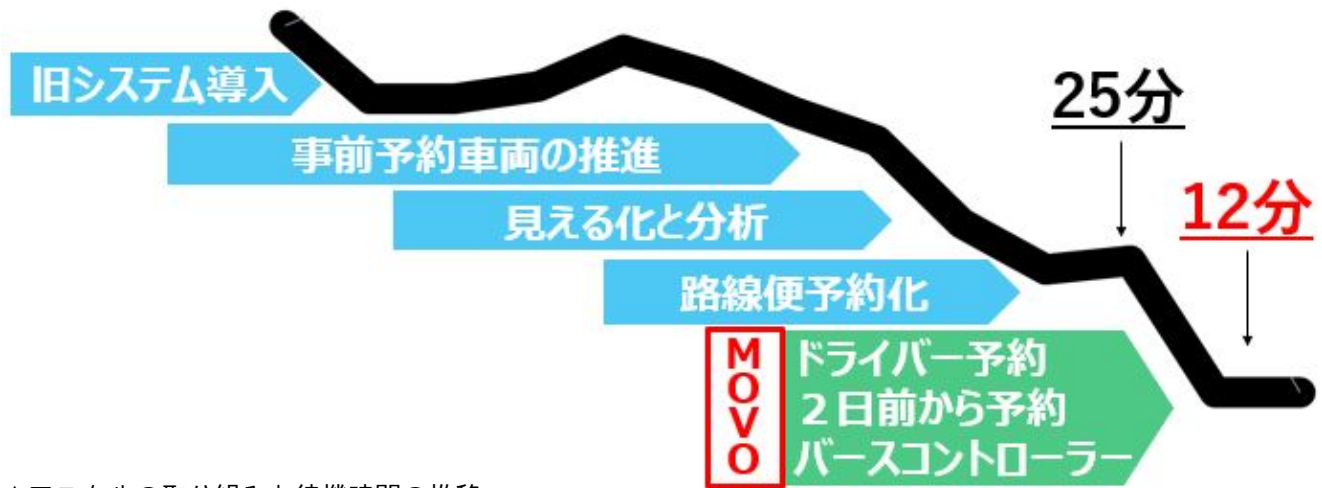 旧システム導入
25分
事前予約車両の推進
12分
見える化と分析
路線便予約化
MOVO
ドライバー予約
２日前から予約
バースコントローラー